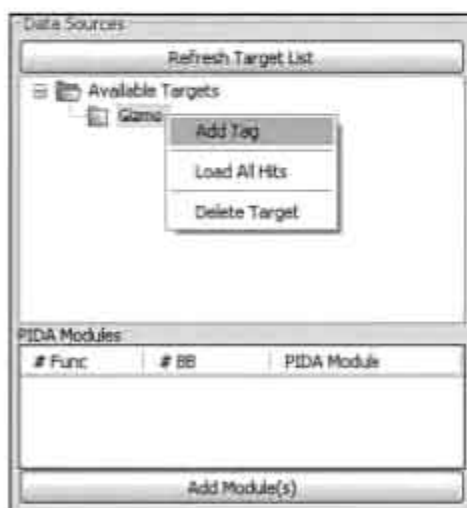 Data Sources
Refresh Target List
Available Targets
Gizmo
Add Tag
Load All Hits
Delete Target
PIDA Modules
# Func # BB PIDA Module
Add Module(s)